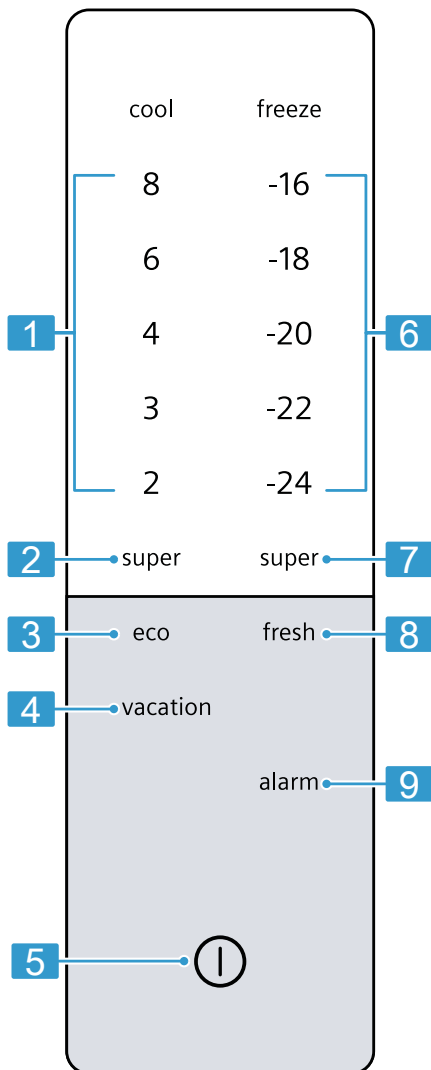 cool freeze
8 -16
6 -18
1 4 -20 6
3 -22
2 -24
2 super super 7
3 eco fresh 8
4 vacation
alarm 9
5